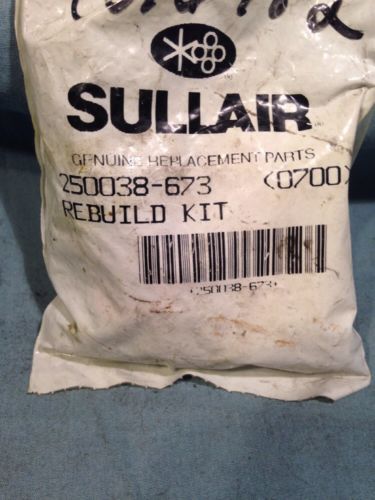 SULLAIR
GENUINE REPLACEMENT PARTS
250038-673 (0700)
REBUILD KIT
*250038-673*